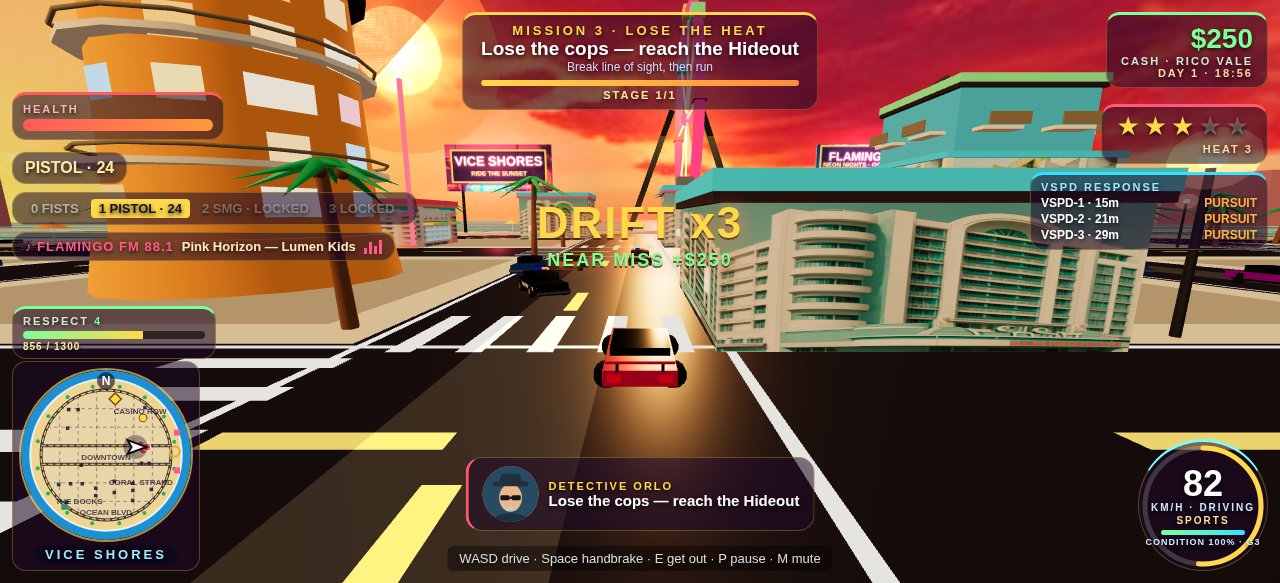 MISSION 3 · LOSE THE HEAT
Lose the cops — reach the Hideout
Break line of sight, then run
STAGE 1/1
$250
CASH · RICO VALE
DAY 1 · 18:56
HEALTH
PISTOL · 24
0 FISTS 1 PISTOL · 24 2 SMG · LOCKED 3 LOCKED
♪ FLAMINGO FM 88.1 Pink Horizon — Lumen Kids
★★★★★
HEAT 3
VSPD RESPONSE
VSPD-1 · 15m PURSUIT
VSPD-2 · 21m PURSUIT
VSPD-3 · 29m PURSUIT
VICE SHORES
RIDE THE SUNSET
FLAMING
DRIFT x3
NEAR MISS +$250
RESPECT 4
856 / 1300
N
CASINO ROW
DOWNTOWN
CORAL STRAND
THE DOCKS
OCEAN BLVD
VICE SHORES
DETECTIVE ORLO
Lose the cops — reach the Hideout
WASD drive · Space handbrake · E get out · P pause · M mute
82
KM/H · DRIVING
SPORTS
CONDITION 100% · G3